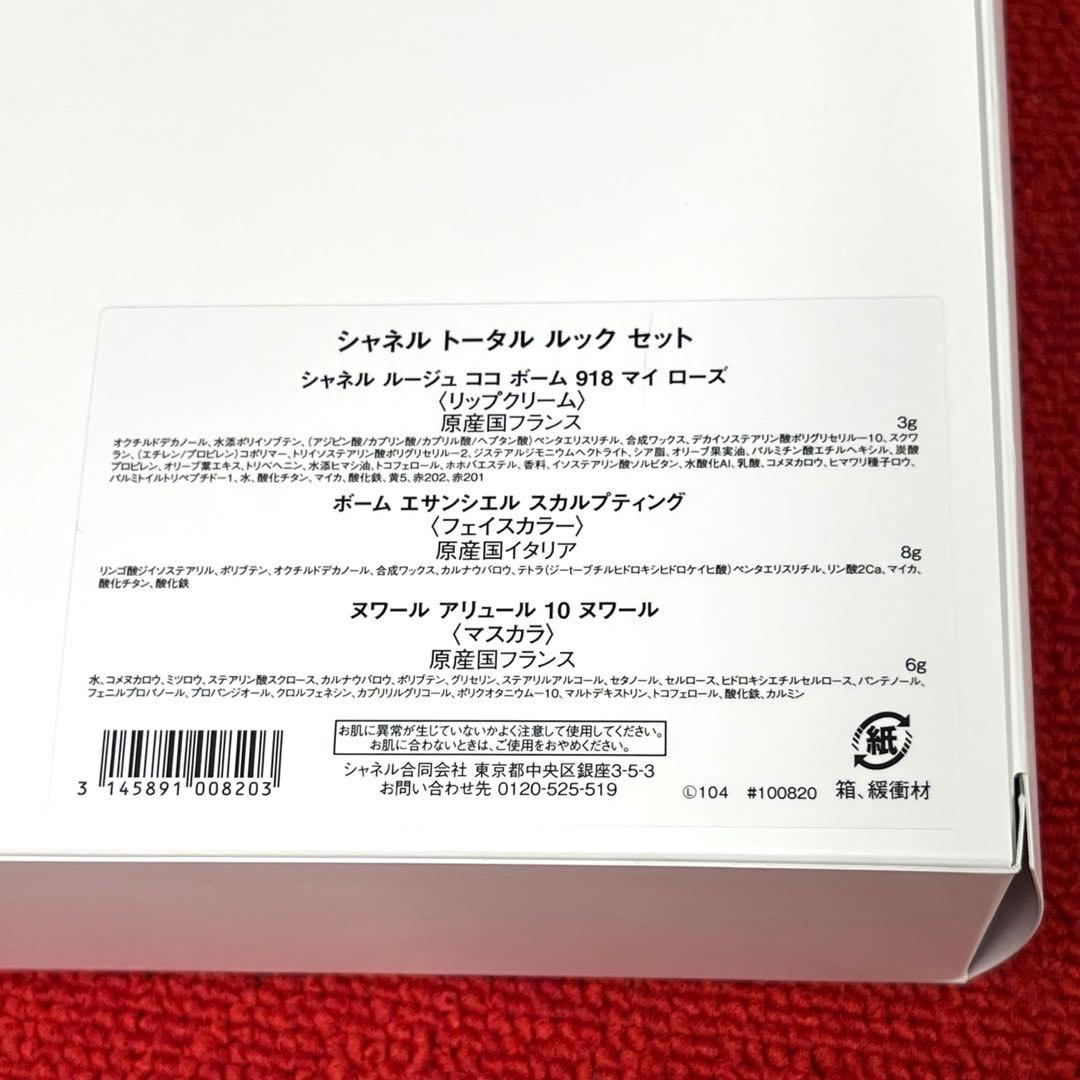 シャネル トータル ルック セット
シャネル ルージュ ココ ボーム 918 マイ ローズ
〈リップクリーム〉
原産国フランス
3g
オクチルドデカノール、水添ポリイソブテン、(アジピン酸/カプリン酸/カプリル酸/ヘプタン酸)ペンタエリスリチル、合成ワックス、デカイソステアリン酸ポリグリセリル－10、スクワ
ラン、(エチレン/プロピレン)コポリマー、トリイソステアリン酸ポリグリセリル－2、ジステアルジモニウムヘクトライト、シア脂、オリーブ果実油、パルミチン酸エチルヘキシル、炭酸
プロピレン、オリーブ葉エキス、トリベヘニン、水添ヒマシ油、トコフェロール、ホホバエステル、香料、イソステアリン酸ソルビタン、水酸化Al、乳酸、コメヌカロウ、ヒマワリ種子ロウ、
パルミトイルトリペプチド－1、水、酸化チタン、マイカ、酸化鉄、黄5、赤202、赤201
ボーム エサンシエル スカルプティング
〈フェイスカラー〉
原産国イタリア
8g
リンゴ酸ジイソステアリル、ポリブテン、オクチルドデカノール、合成ワックス、カルナウバロウ、テトラ(ジ－t－ブチルヒドロキシヒドロケイヒ酸)ペンタエリスリチル、リン酸2Ca、マイカ、
酸化チタン、酸化鉄
ヌワール アリュール 10 ヌワール
〈マスカラ〉
原産国フランス
6g
水、コメヌカロウ、ミツロウ、ステアリン酸スクロース、カルナウバロウ、ポリブテン、グリセリン、ステアリルアルコール、セタノール、セルロース、ヒドロキシエチルセルロース、パンテノール、
フェニルプロパノール、プロパンジオール、クロルフェネシン、カプリリルグリコール、ポリクオタニウム－10、マルトデキストリン、トコフェロール、酸化鉄、カルミン
お肌に異常が生じていないかよく注意して使用してください。
お肌に合わないときは、ご使用をおやめください。
シャネル合同会社 東京都中央区銀座3-5-3
お問い合わせ先 0120-525-519
3 145891 008203
Ⓛ104 #100820
紙
箱、緩衝材